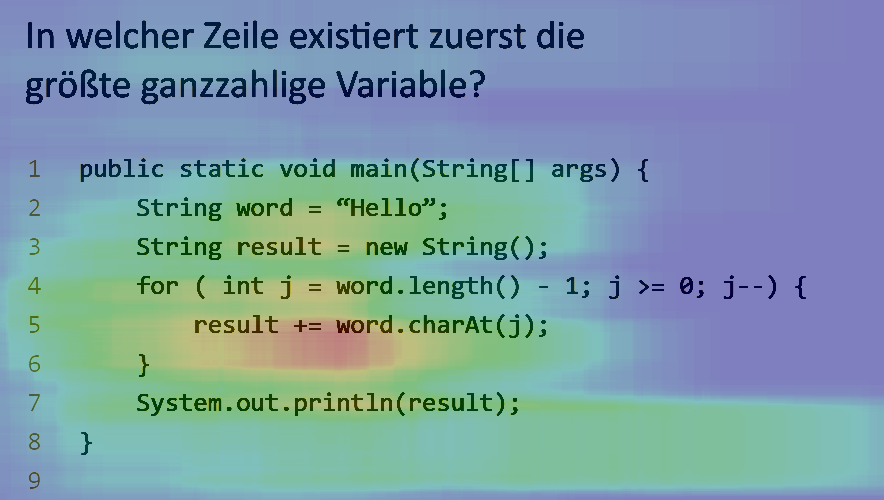 In welcher Zeile existiert zuerst die
größte ganzzahlige Variable?
1 public static void main(String[] args) {
2 String word = “Hello”;
3 String result = new String();
4 for ( int j = word.length() - 1; j >= 0; j--) {
5 result += word.charAt(j);
6 }
7 System.out.println(result);
8 }
9